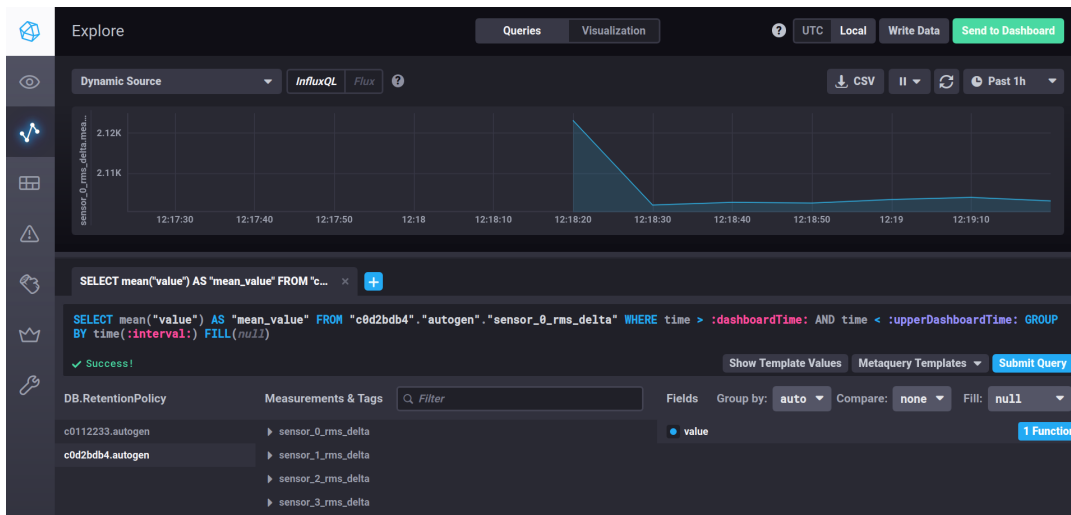 Explore
Queries
Visualization
?
UTC
Local
Write Data
Send to Dashboard
Dynamic Source
InfluxQL
Flux
?
CSV
Past 1h
sensor_0_rms_delta.mea...
2.12K
2.11K
12:17:30
12:17:40
12:17:50
12:18
12:18:10
12:18:20
12:18:30
12:18:40
12:18:50
12:19
12:19:10
SELECT mean("value") AS "mean_value" FROM "c...
×
+
SELECT mean("value") AS "mean_value" FROM "c0d2bdb4"."autogen"."sensor_0_rms_delta" WHERE time > :dashboardTime: AND time < :upperDashboardTime: GROUP
BY time(:interval:) FILL(null)
Success!
Show Template Values
Metaquery Templates
Submit Query
DB.RetentionPolicy
Measurements & Tags
Filter
Fields
Group by:
auto
Compare:
none
Fill:
null
c0112233.autogen
c0d2bdb4.autogen
sensor_0_rms_delta
sensor_1_rms_delta
sensor_2_rms_delta
sensor_3_rms_delta
value
1 Function